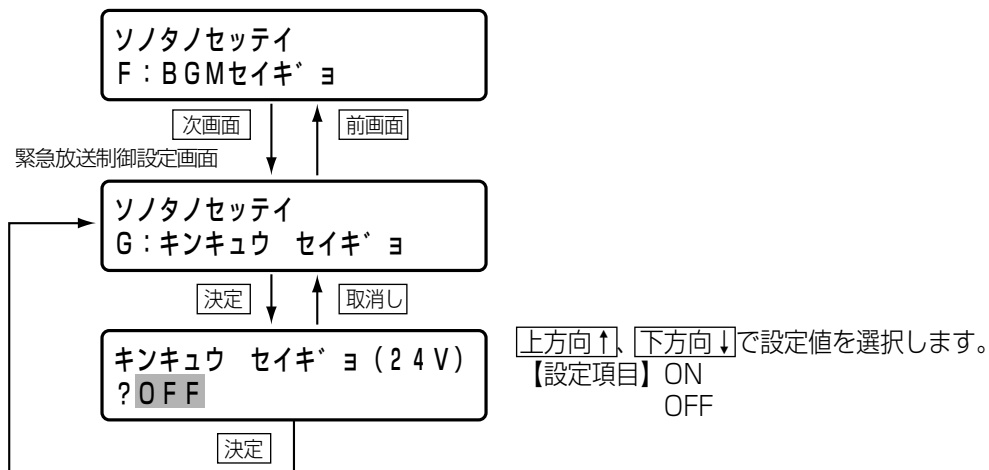 ソノタノセッテイ
F：BGMセイキ゛ョ
次画面 前画面
緊急放送制御設定画面
ソノタノセッテイ
G：キンキュウ セイキ゛ョ
決定 取消し
キンキュウ セイキ゛ョ（24V）
?OFF
上方向↑、下方向↓で設定値を選択します。
【設定項目】ON
OFF
決定